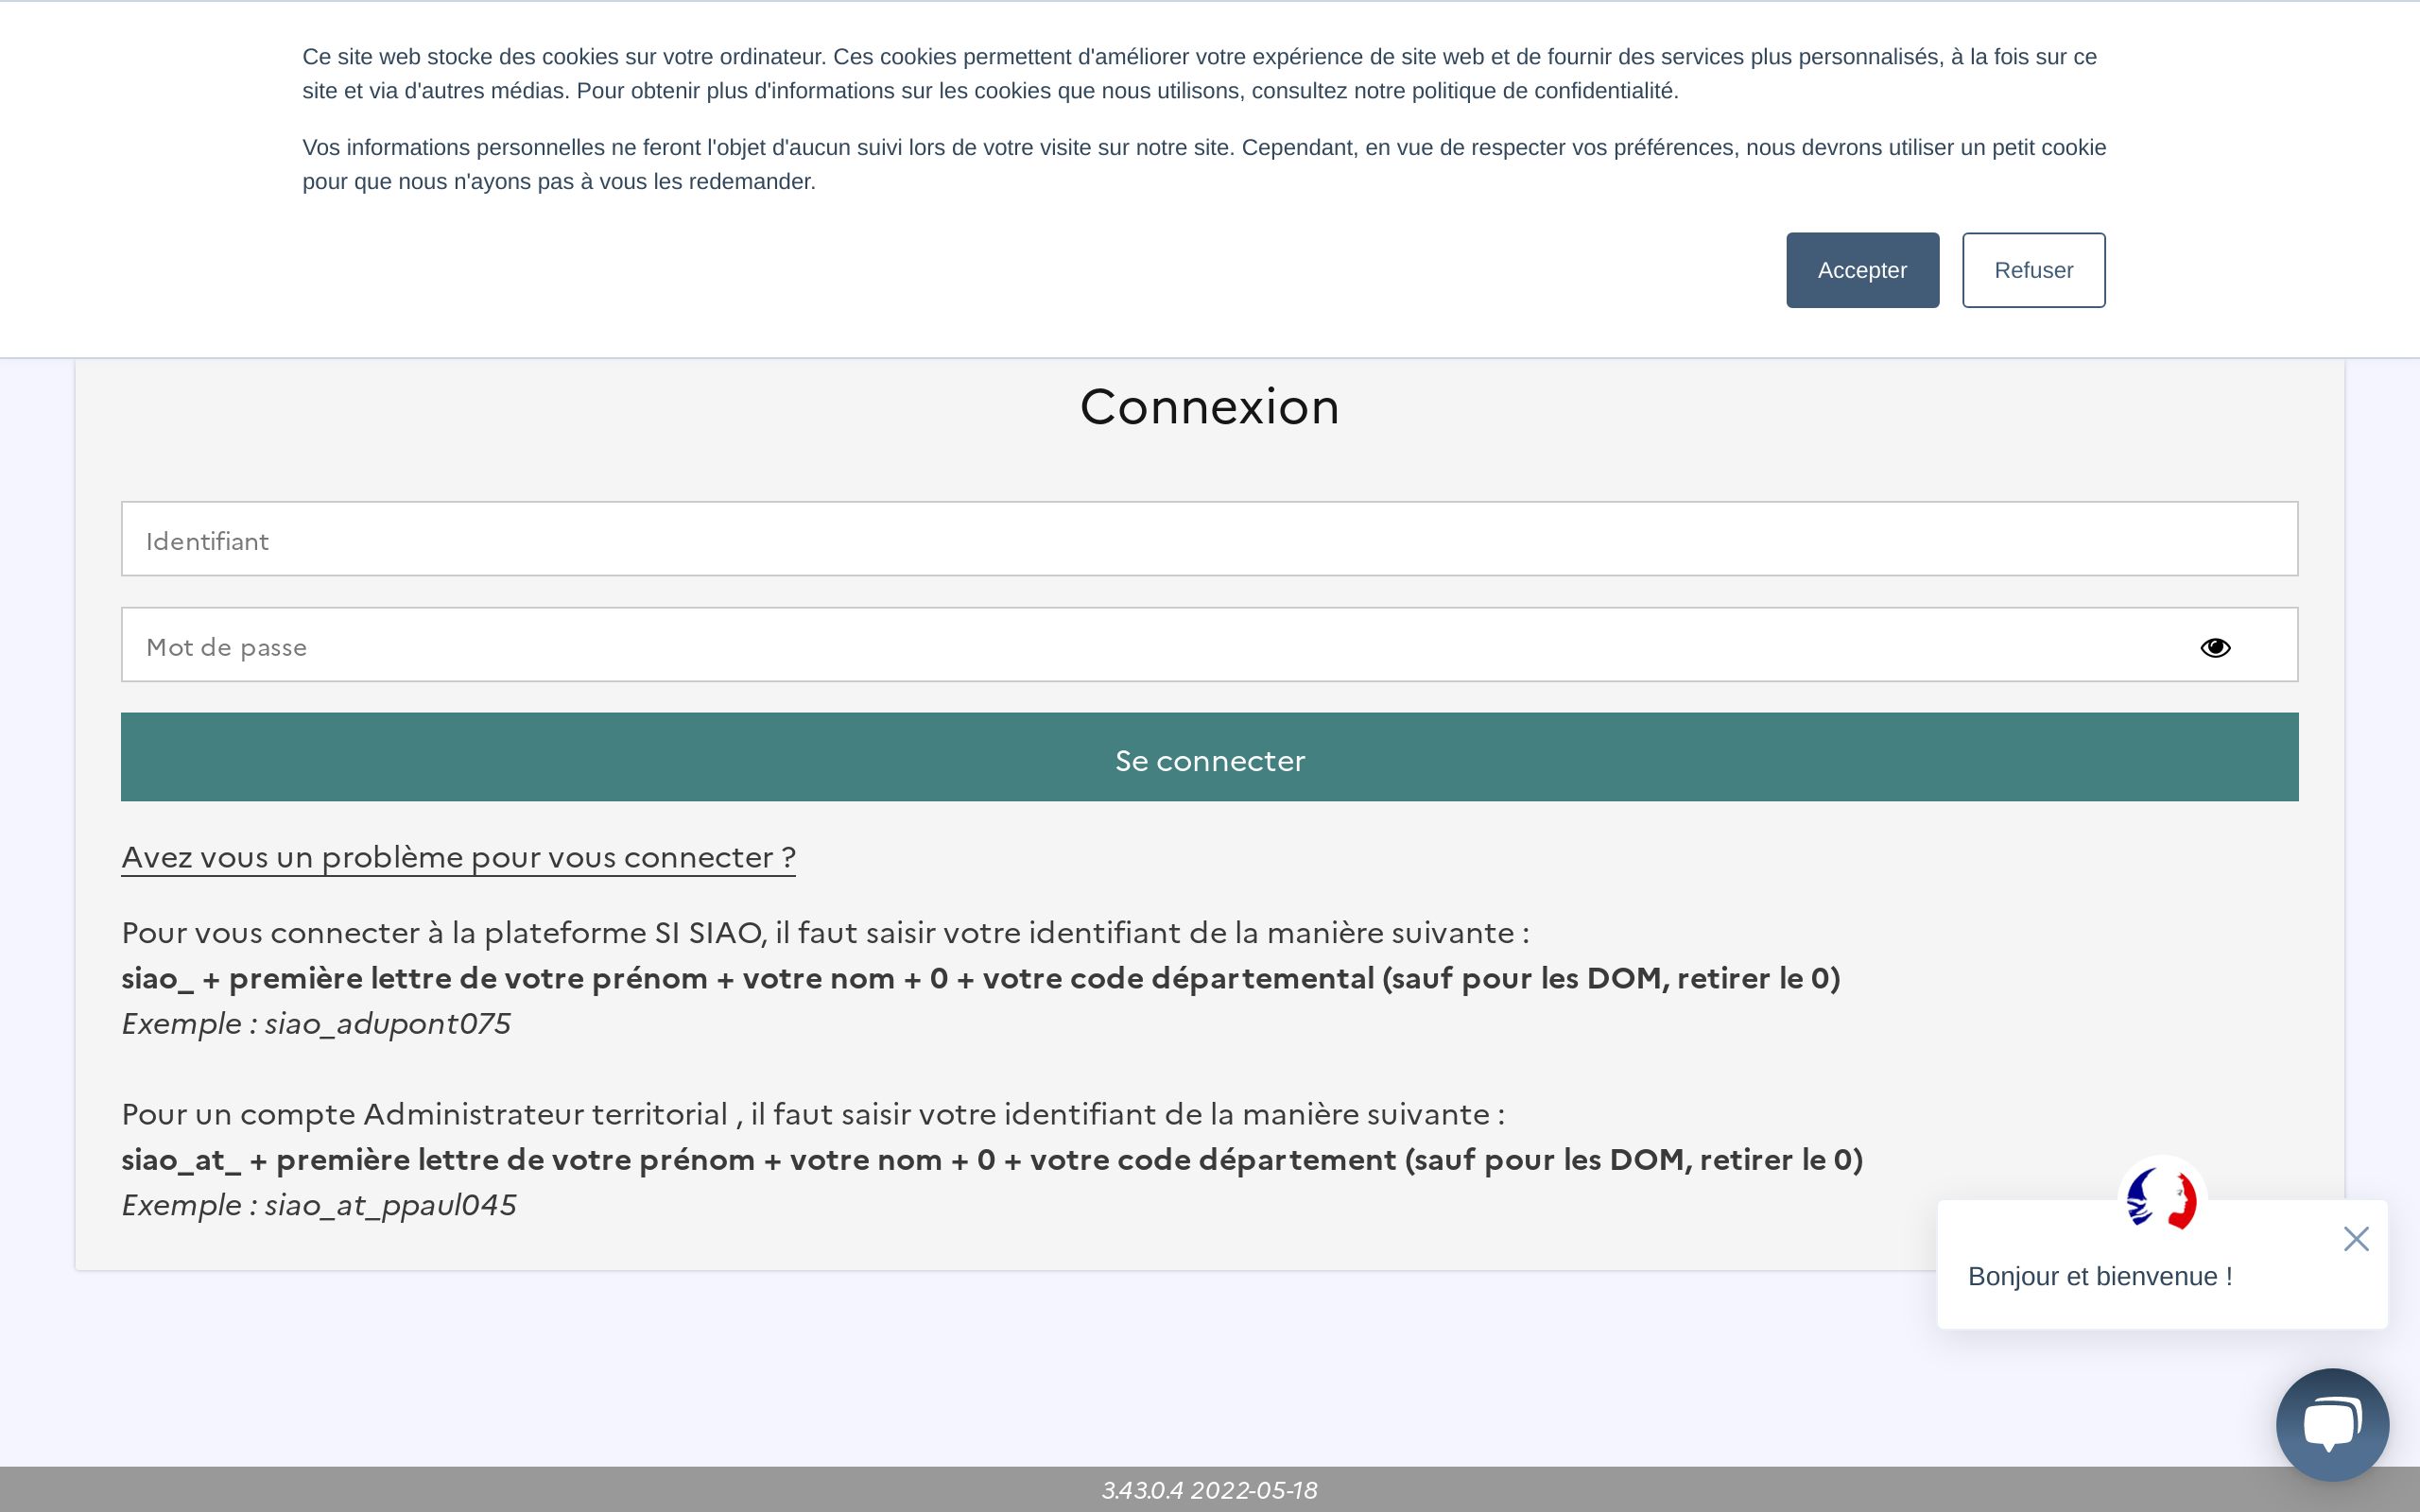 Ce site web stocke des cookies sur votre ordinateur. Ces cookies permettent d'améliorer votre expérience de site web et de fournir des services plus personnalisés, à la fois sur ce
site et via d'autres médias. Pour obtenir plus d'informations sur les cookies que nous utilisons, consultez notre politique de confidentialité.
Vos informations personnelles ne feront l'objet d'aucun suivi lors de votre visite sur notre site. Cependant, en vue de respecter vos préférences, nous devrons utiliser un petit cookie
pour que nous n'ayons pas à vous les redemander.
Accepter
Refuser
Connexion
Identifiant
Mot de passe
Se connecter
Avez vous un problème pour vous connecter ?
Pour vous connecter à la plateforme SI SIAO, il faut saisir votre identifiant de la manière suivante :
siao_ + première lettre de votre prénom + votre nom + 0 + votre code départemental (sauf pour les DOM, retirer le 0)
Exemple : siao_adupont075
Pour un compte Administrateur territorial , il faut saisir votre identifiant de la manière suivante :
siao_at_ + première lettre de votre prénom + votre nom + 0 + votre code département (sauf pour les DOM, retirer le 0)
Exemple : siao_at_ppaul045
Bonjour et bienvenue !
3.43.0.4 2022-05-18